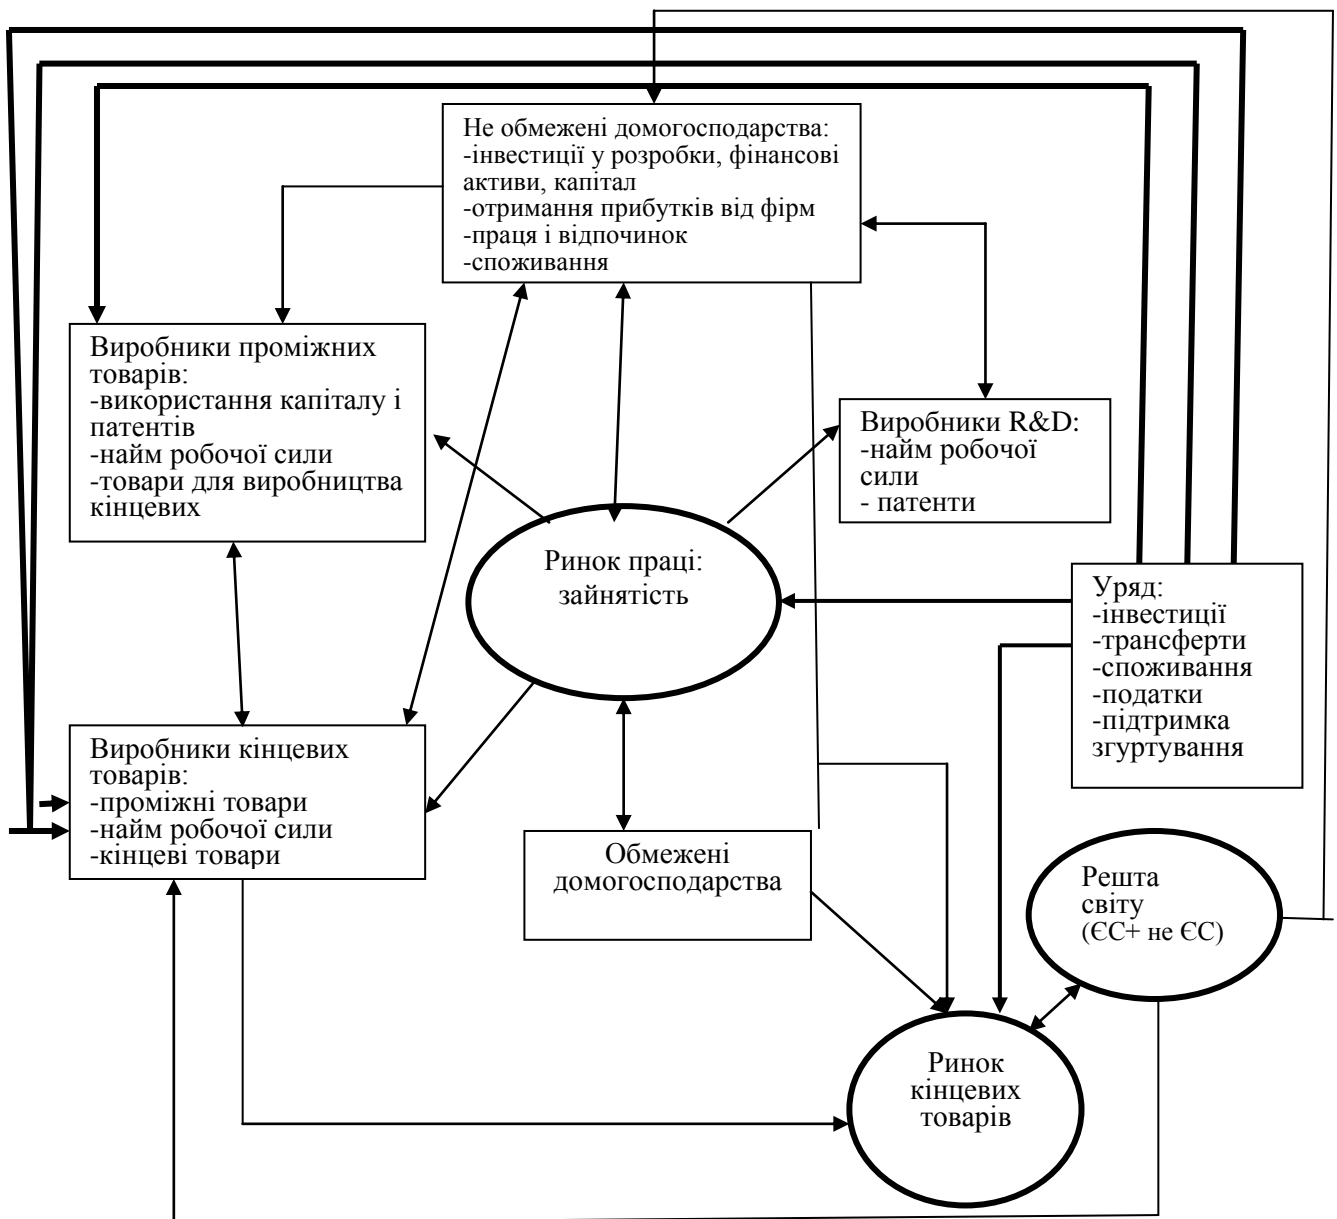 Не обмежені домогосподарства:
-інвестиції у розробки, фінансові
активи, капітал
-отримання прибутків від фірм
-праця і відпочинок
-споживання
Виробники проміжних
товарів:
-використання капіталу і
патентів
-найм робочої сили
-товари для виробництва
кінцевих
Виробники R&D:
-найм робочої
сили
- патенти
Ринок праці:
зайнятість
Уряд:
-інвестиції
-трансферти
-споживання
-податки
-підтримка
згуртування
Виробники кінцевих
товарів:
-проміжні товари
-найм робочої сили
-кінцеві товари
Обмежені
домогосподарства
Решта
світу
(ЄС+ не ЄС)
Ринок
кінцевих
товарів